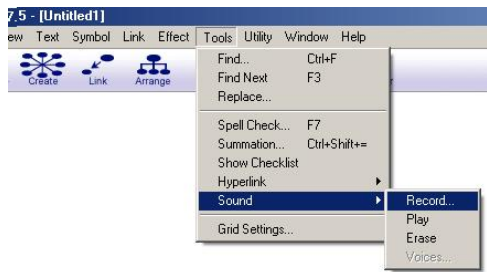 7.5 - [Untitled1]
ew Text Symbol Link Effect Tools Utility Window Help
Create Link Arrange
Find... Ctrl+F
Find Next F3
Replace...
Spell Check... F7
Summation... Ctrl+Shift+=
Show Checklist
Hyperlink
Sound
Grid Settings...
Record...
Play
Erase
Voices...